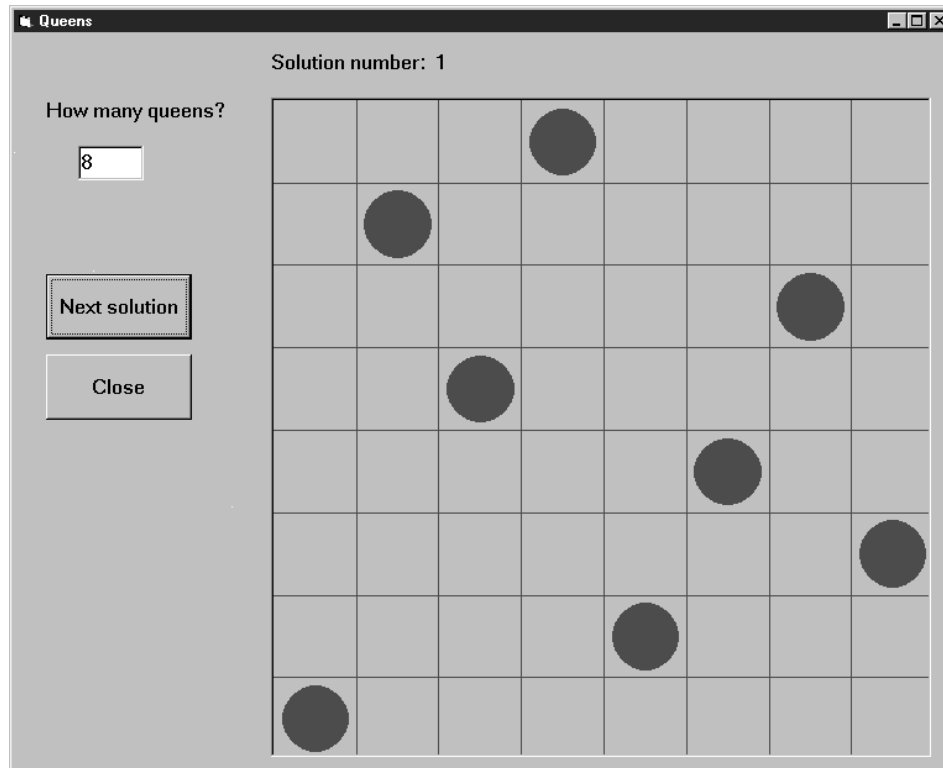 Queens
Solution number: 1
How many queens?
8
Next solution
Close